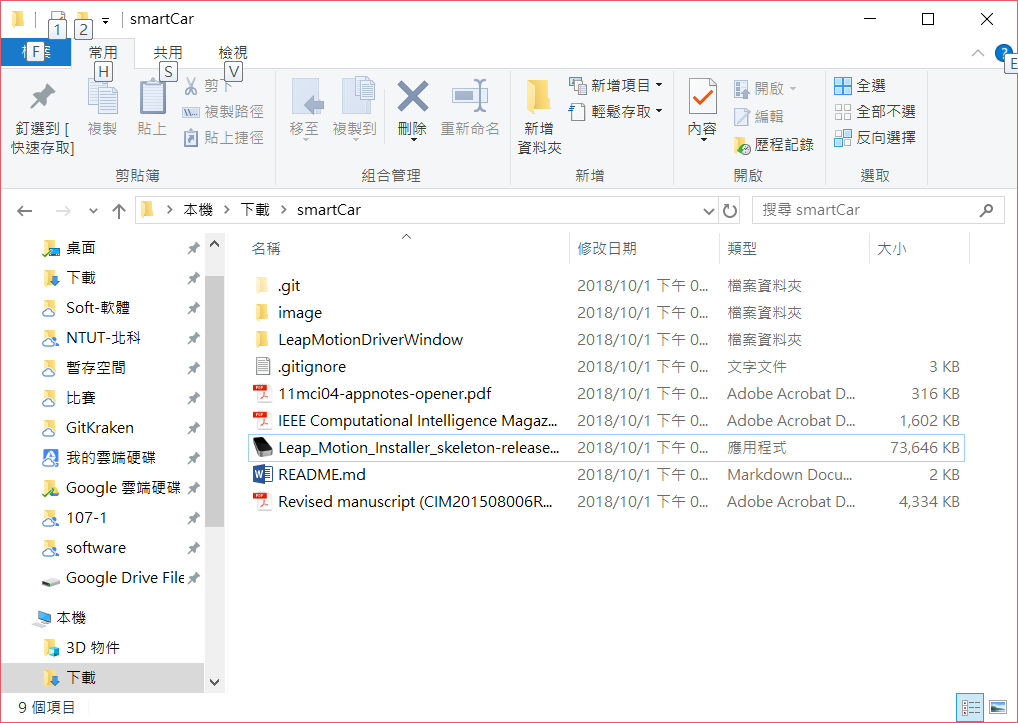 1 2 smartCar
F 常用 共用 檢視
H S V E
釘選到 [
快速存取]
複製
貼上
剪下
複製路徑
貼上捷徑
剪貼簿
移至
複製到
刪除
重新命名
組合管理
新增
資料夾
新增項目
輕鬆存取
新增
內容
開啟
編輯
歷程記錄
開啟
全選
全部不選
反向選擇
選取
本機 > 下載 > smartCar
搜尋 smartCar
桌面
下載
Soft-軟體
NTUT-北科
暫存空間
比賽
GitKraken
我的雲端硬碟
Google 雲端硬碟
107-1
software
Google Drive File
本機
3D 物件
下載
名稱 修改日期 類型 大小
.git 2018/10/1 下午 0... 檔案資料夾
image 2018/10/1 下午 0... 檔案資料夾
LeapMotionDriverWindow 2018/10/1 下午 0... 檔案資料夾
.gitignore 2018/10/1 下午 0... 文字文件 3 KB
11mci04-appnotes-opener.pdf 2018/10/1 下午 0... Adobe Acrobat D... 316 KB
IEEE Computational Intelligence Magaz... 2018/10/1 下午 0... Adobe Acrobat D... 1,602 KB
Leap_Motion_Installer_skeleton-release... 2018/10/1 下午 0... 應用程式 73,646 KB
README.md 2018/10/1 下午 0... Markdown Docu... 2 KB
Revised manuscript (CIM201508006R... 2018/10/1 下午 0... Adobe Acrobat D... 4,334 KB
9 個項目